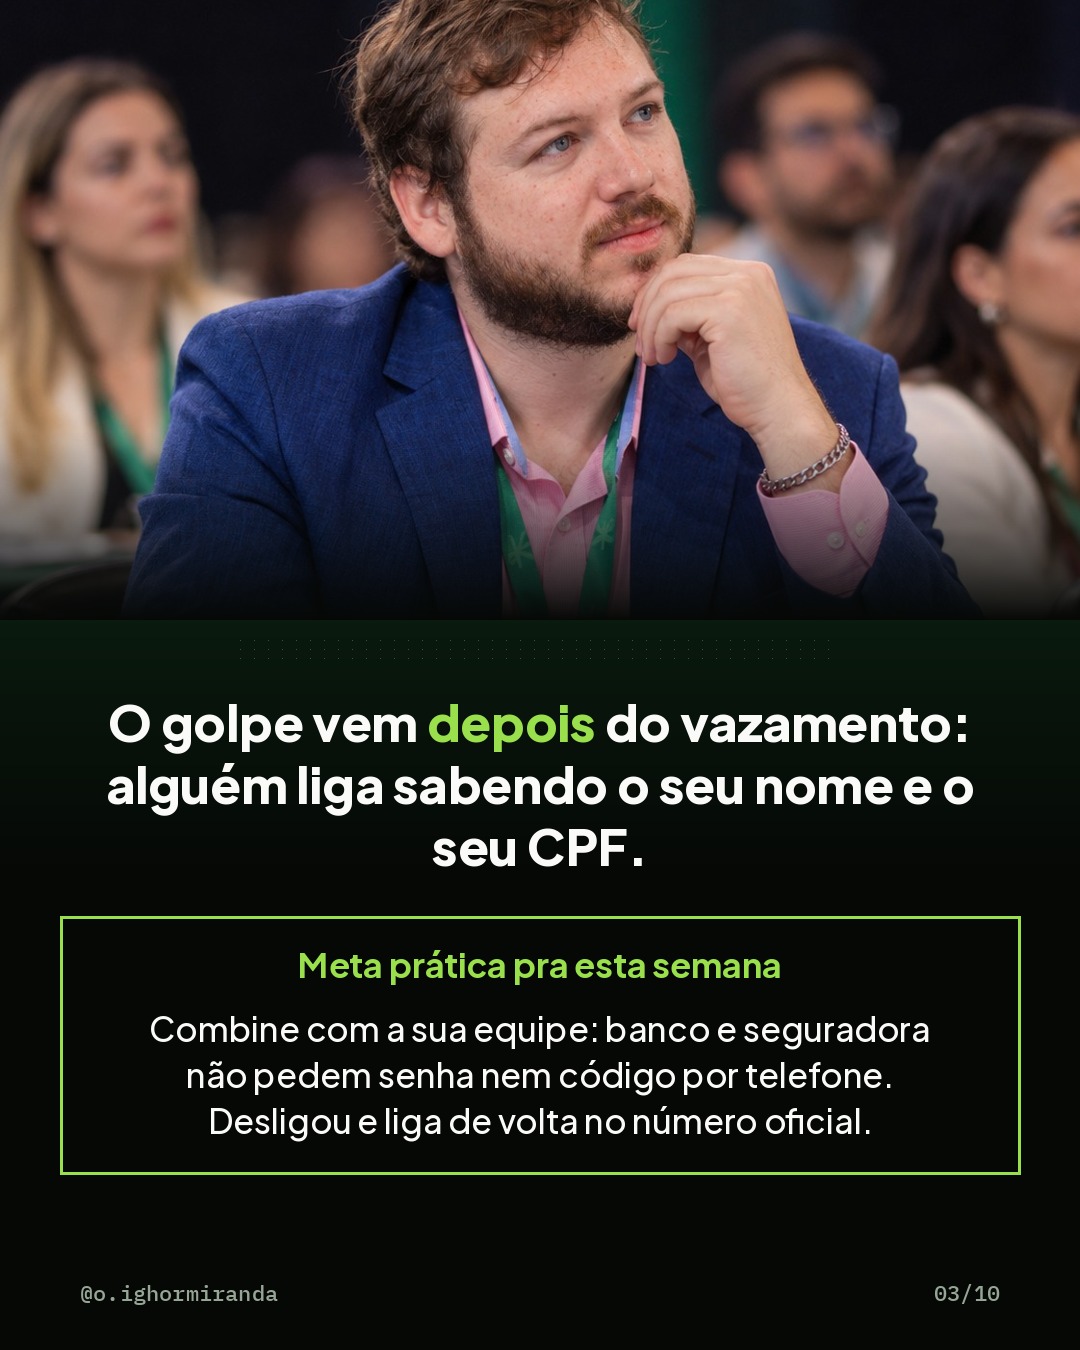 O golpe vem depois do vazamento:
alguém liga sabendo o seu nome e o
seu CPF.
Meta prática pra esta semana
Combine com a sua equipe: banco e seguradora
não pedem senha nem código por telefone.
Desligou e liga de volta no número oficial.
@o.ighormiranda
03/10